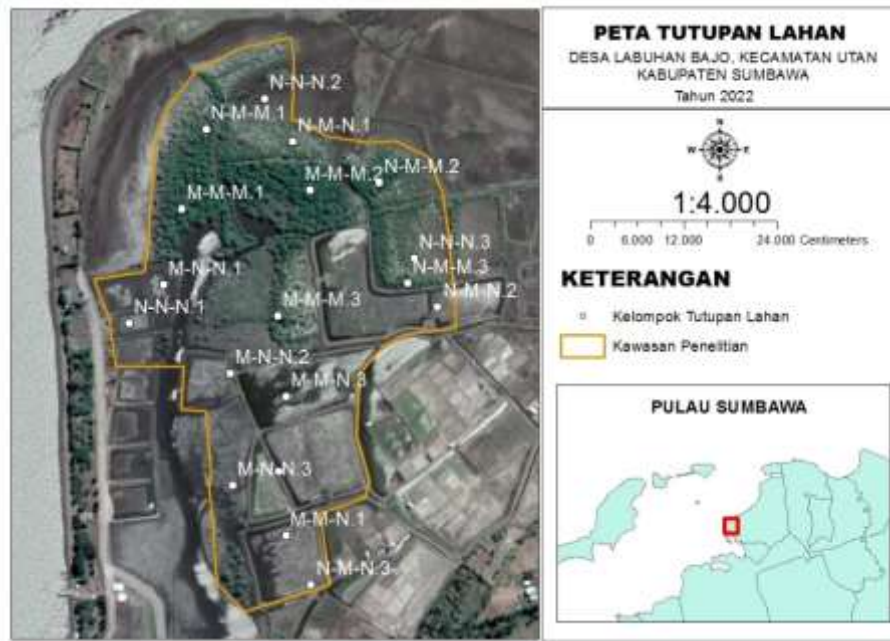 N-N-N.2
N-M-M.1
N-M-N.1
M-M-M.2
N-M-M.2
M-M-M.1
N-N-N.3
M-N-N.1
N-M-M.3
N-N-N.1
M-M-M.3
N-M-N.2
M-N-N.2
M-M-N.3
M-N-N.3
M-M-N.1
N-M-N.3
PETA TUTUPAN LAHAN
DESA LABUHAN BAJO, KECAMATAN UTAN
KABUPATEN SUMBAWA
Tahun 2022
N
W E
S
1:4.000
0 6.000 12.000 24.000 Centimeters
KETERANGAN
Kelompok Tutupan Lahan
Kawasan Penelitian
PULAU SUMBAWA